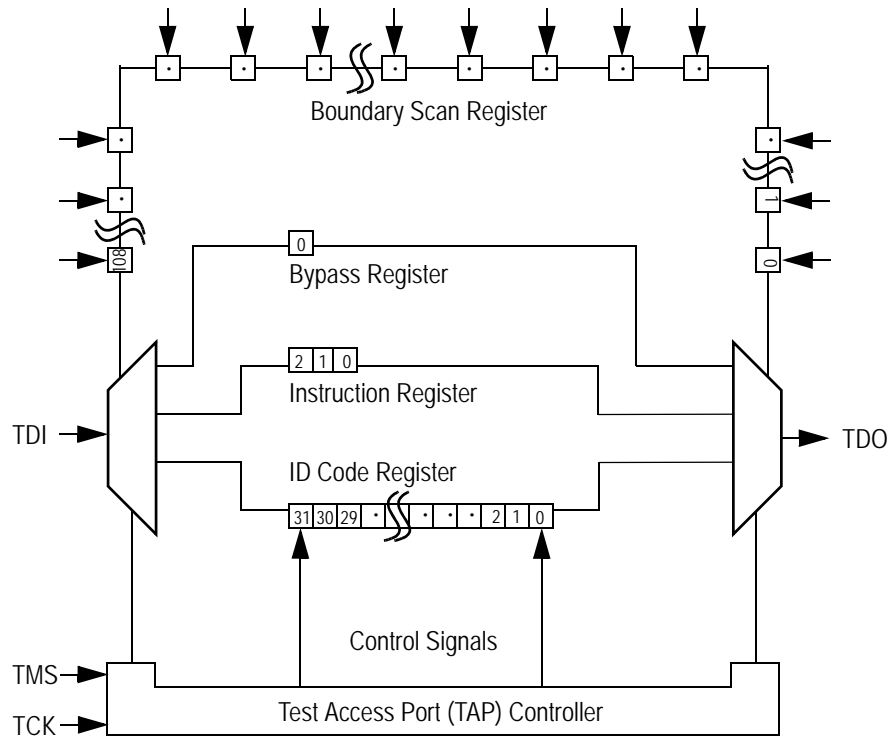 Boundary Scan Register
1
108
0
0
Bypass Register
2 1 0
Instruction Register
TDI
TDO
ID Code Register
31 30 29 · · · · 2 1 0
Control Signals
TMS
Test Access Port (TAP) Controller
TCK